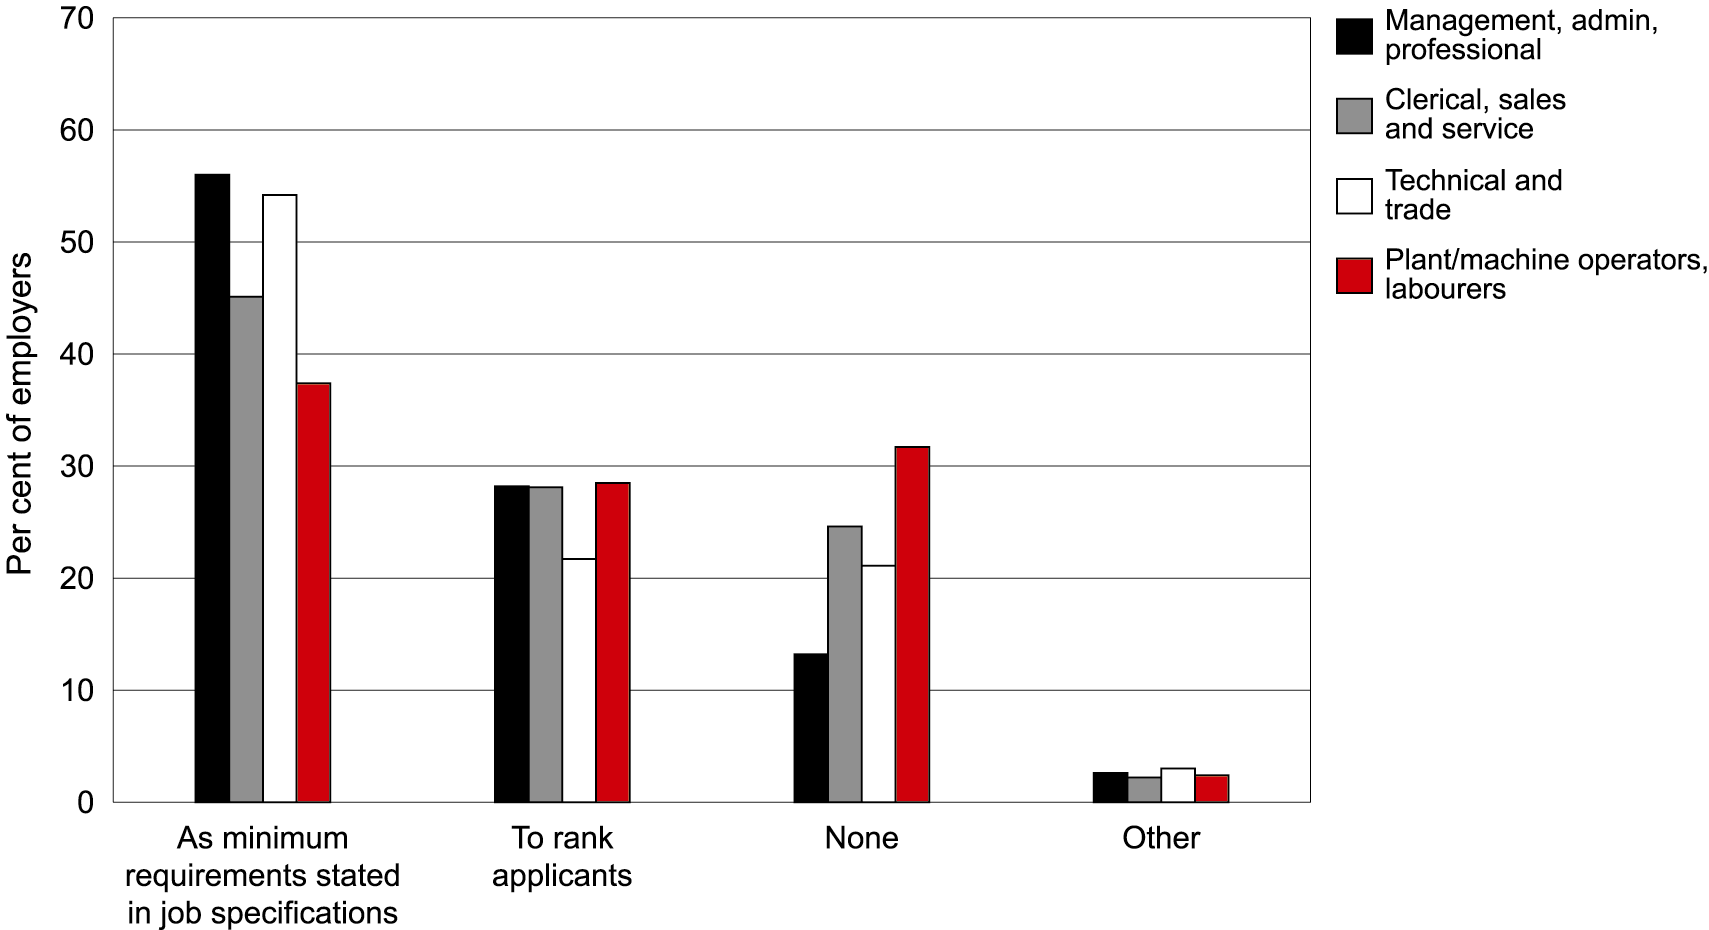 70
60
50
40
30
20
10
0
Per cent of employers
As minimum
requirements stated
in job specifications
To rank
applicants
None
Other
Management, admin,
professional
Clerical, sales
and service
Technical and
trade
Plant/machine operators,
labourers